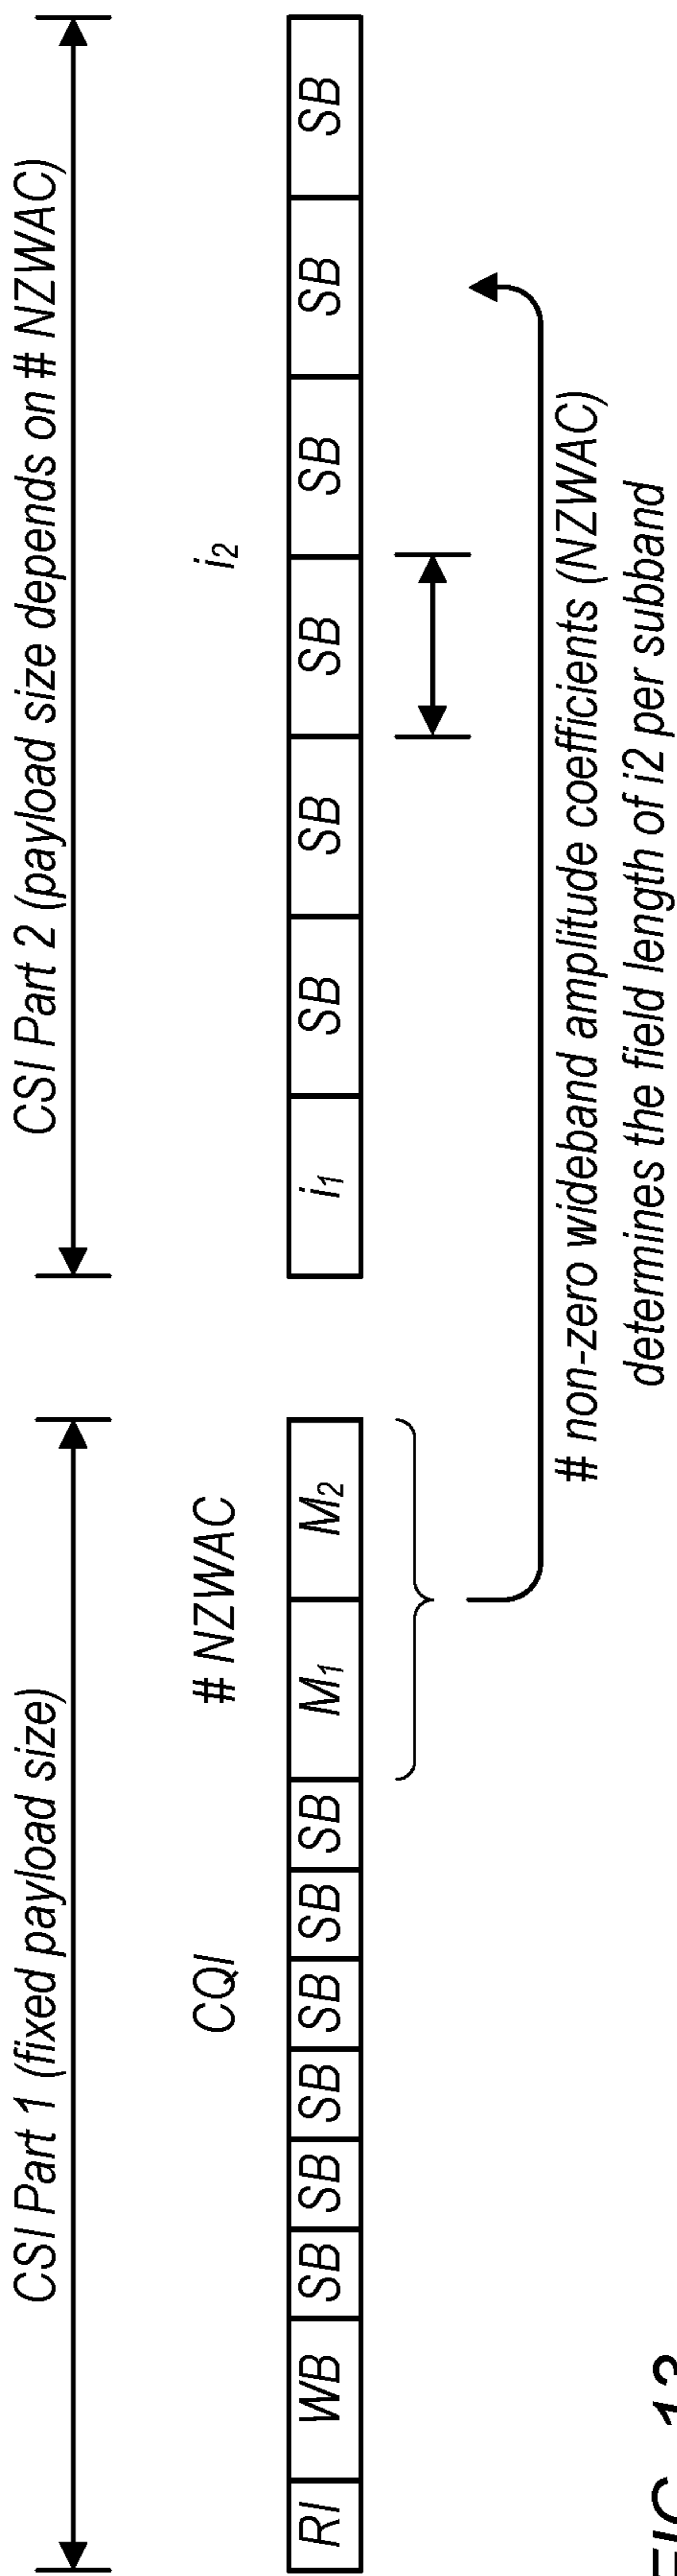 CSI Part 1 (fixed payload size)
CSI Part 2 (payload size depends on # NZWAC)
CQI
# NZWAC
i2
RI WB SB SB SB SB SB SB M1 M2
i1 SB SB SB SB SB SB
# non-zero wideband amplitude coefficients (NZWAC)
determines the field length of i2 per subband
FIG. 13